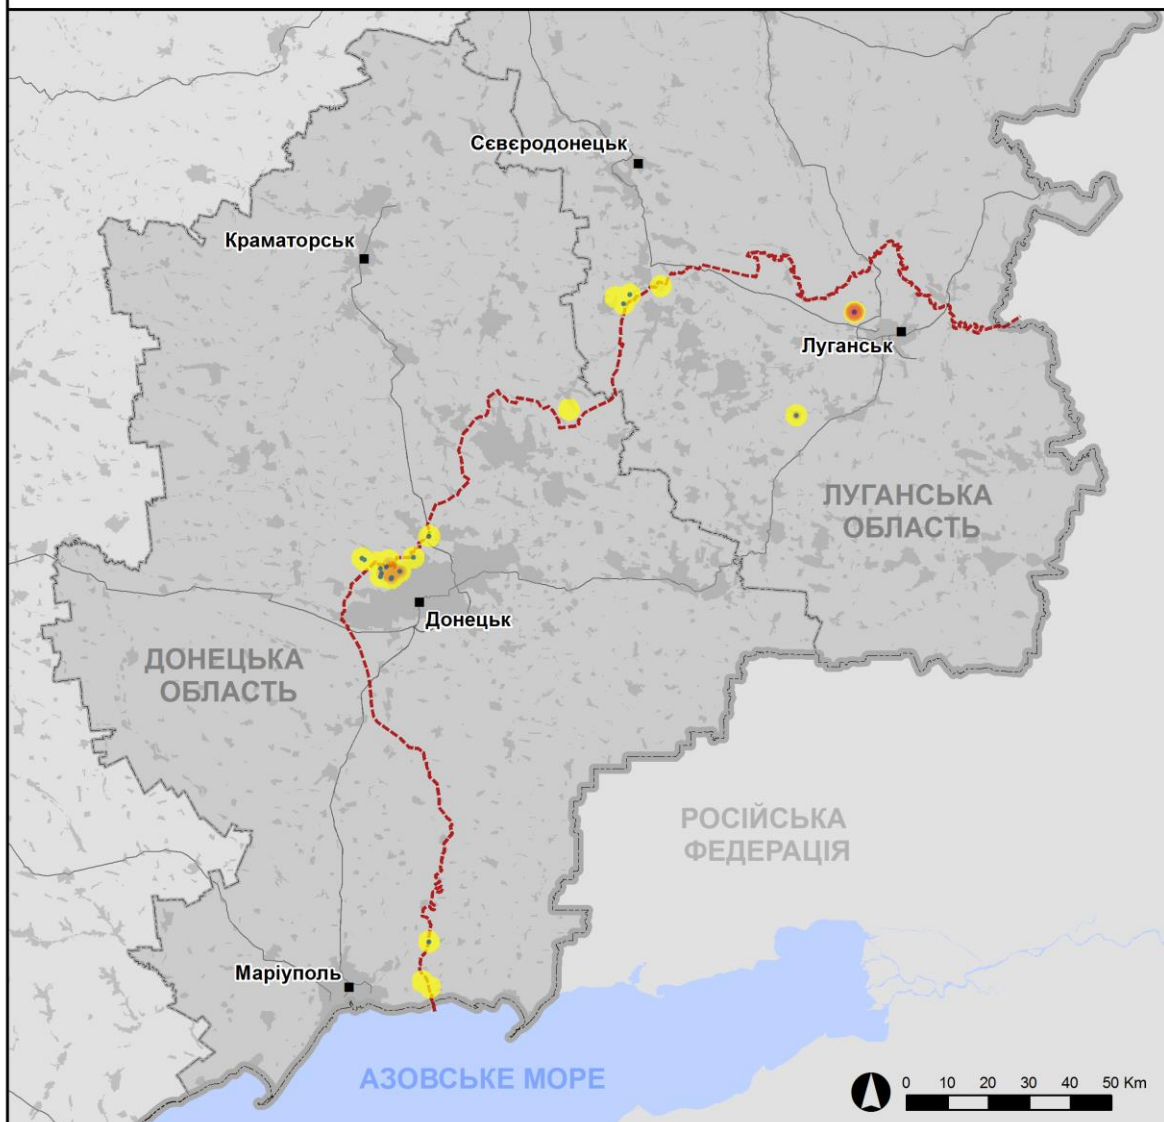 Сєвєродонецьк
Краматорськ
Луганськ
ЛУГАНСЬКА
ОБЛАСТЬ
Донецьк
ДОНЕЦЬКА
ОБЛАСТЬ
РОСІЙСЬКА
ФЕДЕРАЦІЯ
Маріуполь
АЗОВСЬКЕ МОРЕ
0 10 20 30 40 50 Km